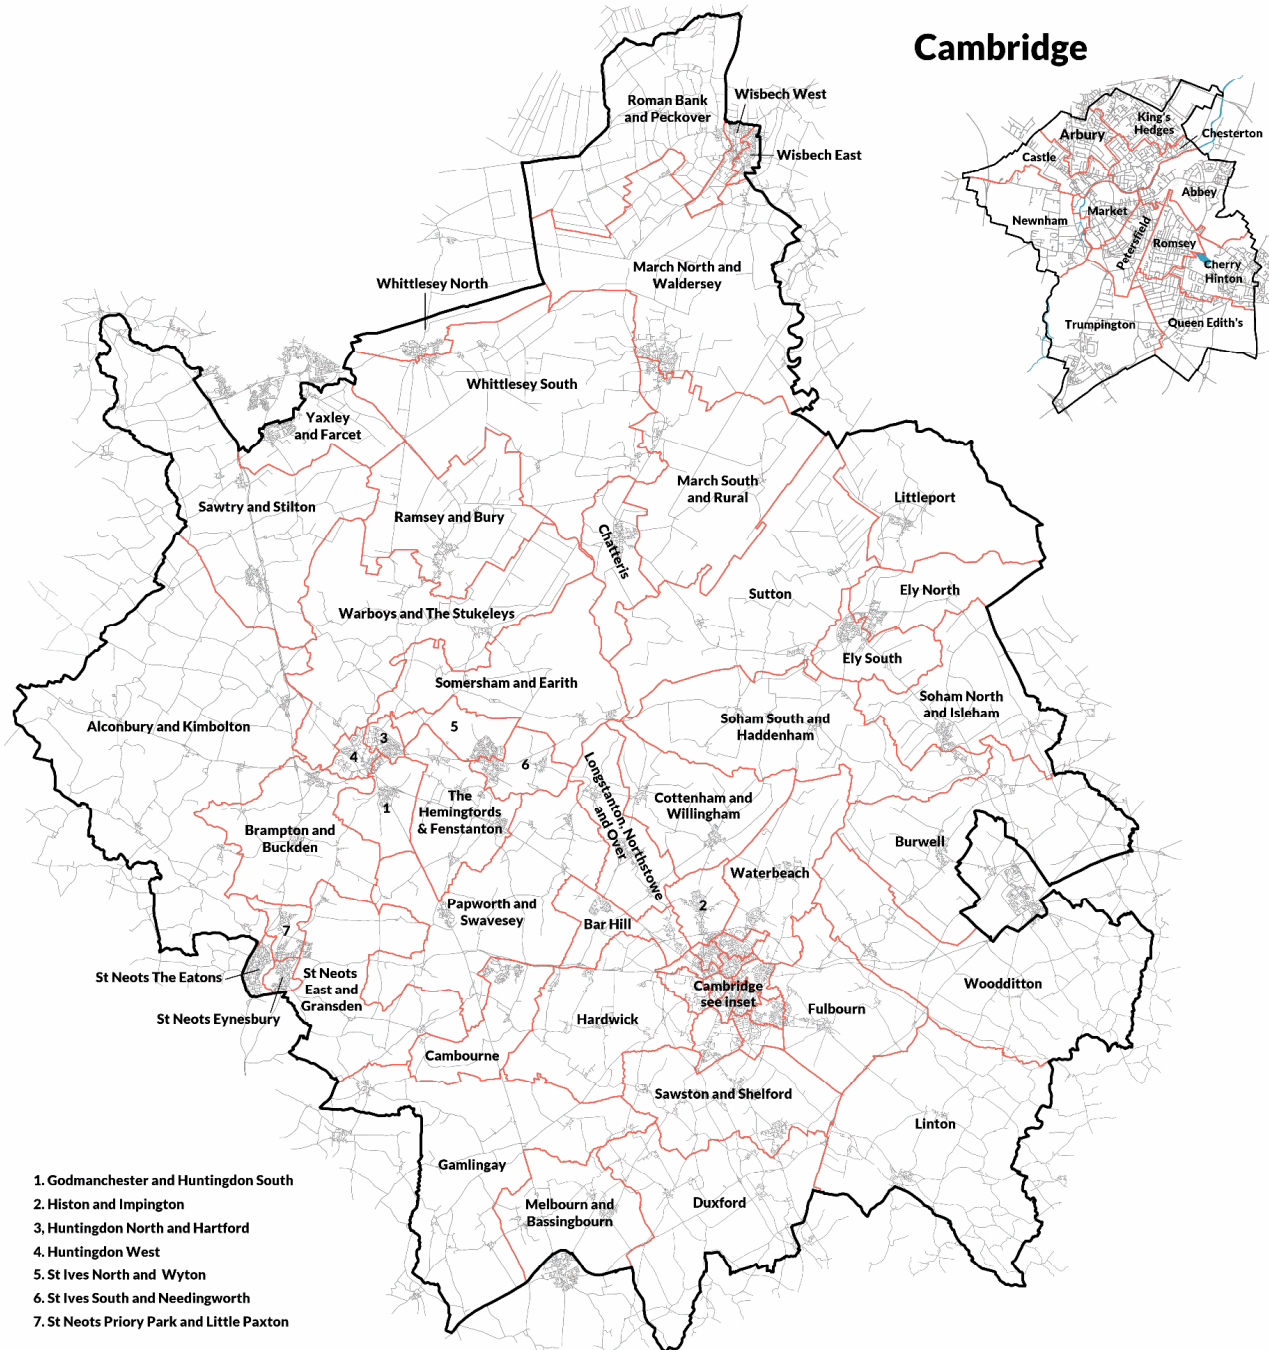 Cambridge
Roman Bank
and Peckover
Wisbech West
Wisbech East
King's
Hedges
Arbury
Chesterton
Castle
Abbey
Newnham
Market
Petersfield
Romsey
Cherry
Hinton
Trumpington
Queen Edith's
March North and
Waldersey
Whittlesey North
Whittlesey South
Yaxley
and Farcet
March South
and Rural
Littleport
Sawtry and Stilton
Ramsey and Bury
Chatteris
Sutton
Ely North
Warboys and The Stukeleys
Ely South
Somersham and Earith
Soham North
and Isleham
Alconbury and Kimbolton
5
Soham South and
Haddenham
3
4
6
Longstanton, Northstowe
and Over
1
The
Hemingfords
& Fenstanton
Cottenham and
Willingham
Brampton and
Buckden
Burwell
Waterbeach
2
Papworth and
Swavesey
Bar Hill
7
St Neots The Eatons
St Neots
East and
Gransden
Cambridge
see inset
Woodditton
St Neots Eynesbury
Hardwick
Fulbourn
Cambourne
Sawston and Shelford
Linton
Gamlingay
Melbourn and
Bassingbourn
Duxford
1. Godmanchester and Huntingdon South
2. Histon and Impington
3, Huntingdon North and Hartford
4. Huntingdon West
5. St Ives North and Wyton
6. St Ives South and Needingworth
7. St Neots Priory Park and Little Paxton